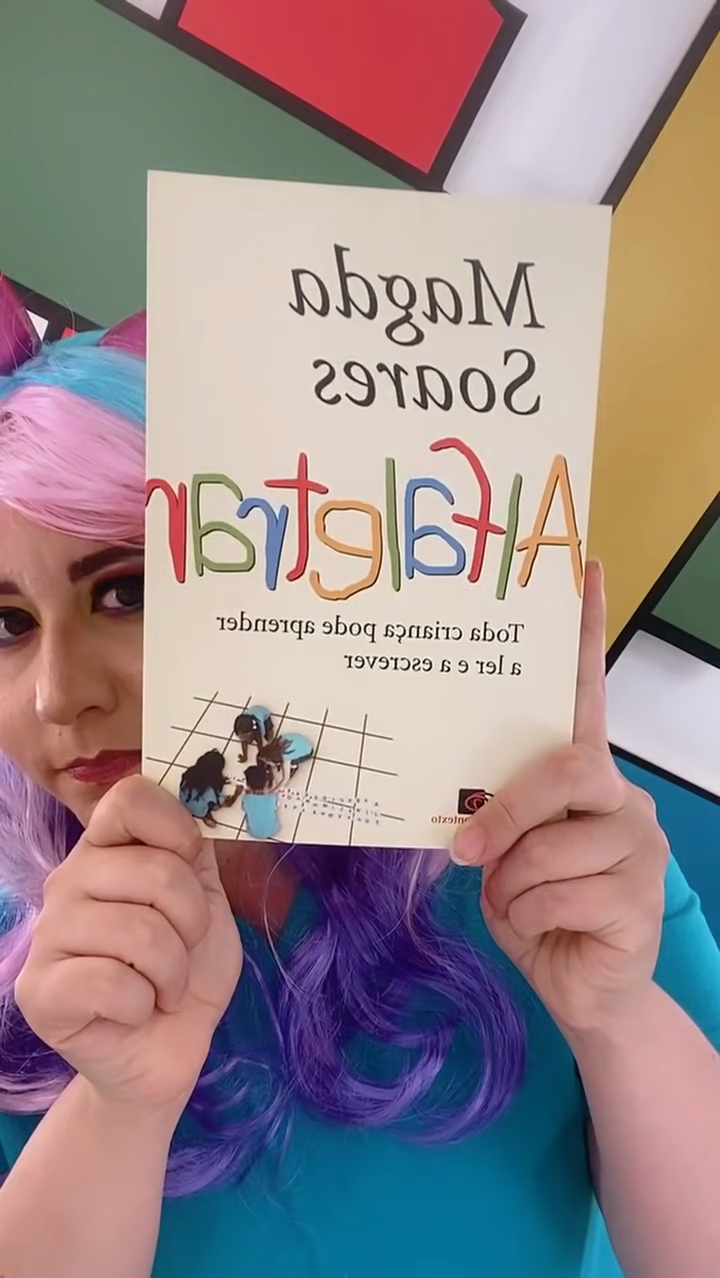 Magda
Soares
Alfaletrar
Toda criança pode aprender
a ler e a escrever